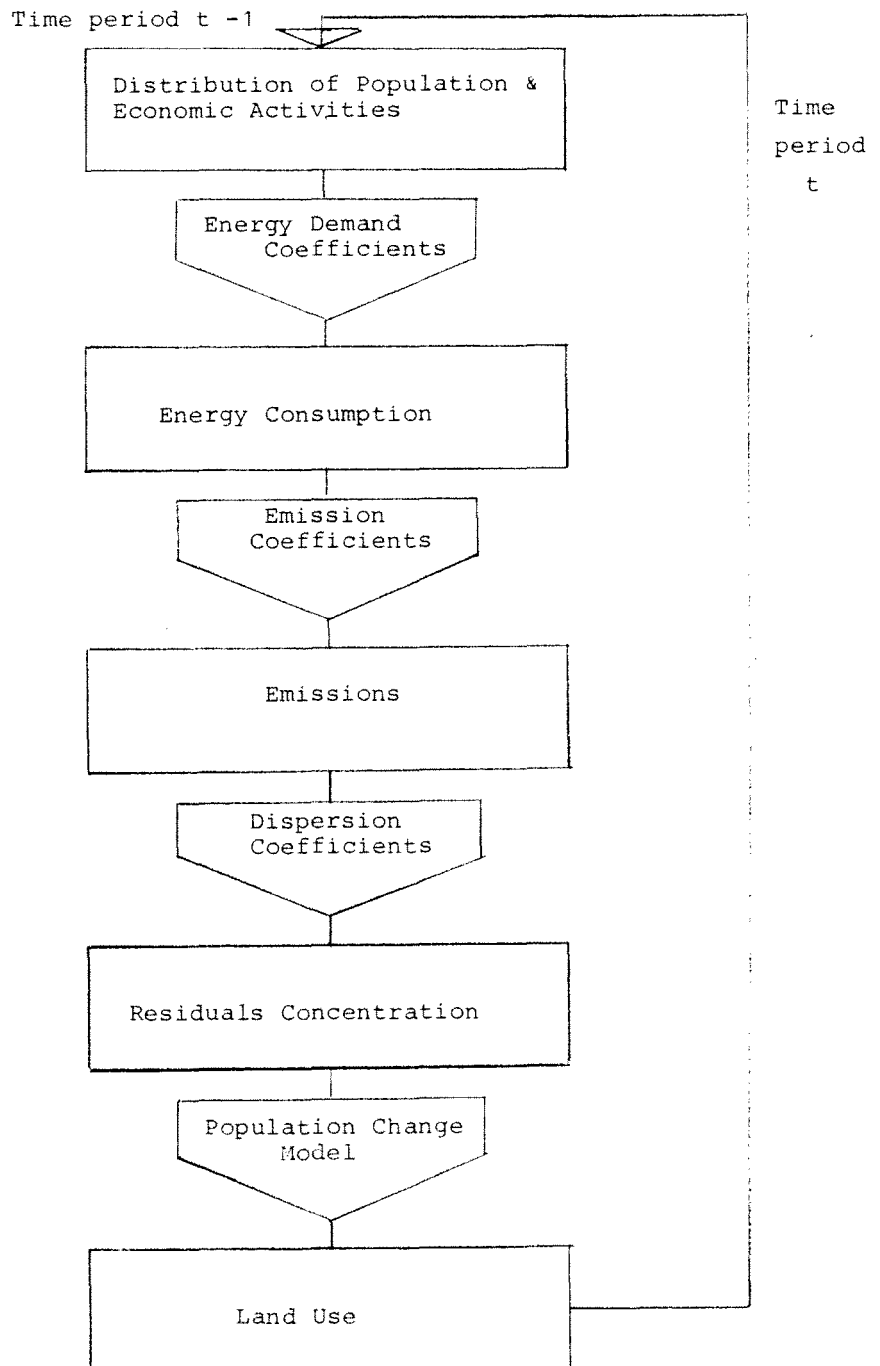 Time period t -1
Distribution of Population &
Economic Activities
Time
period
t
Energy Demand
Coefficients
Energy Consumption
Emission
Coefficients
Emissions
Dispersion
Coefficients
Residuals Concentration
Population Change
Model
Land Use